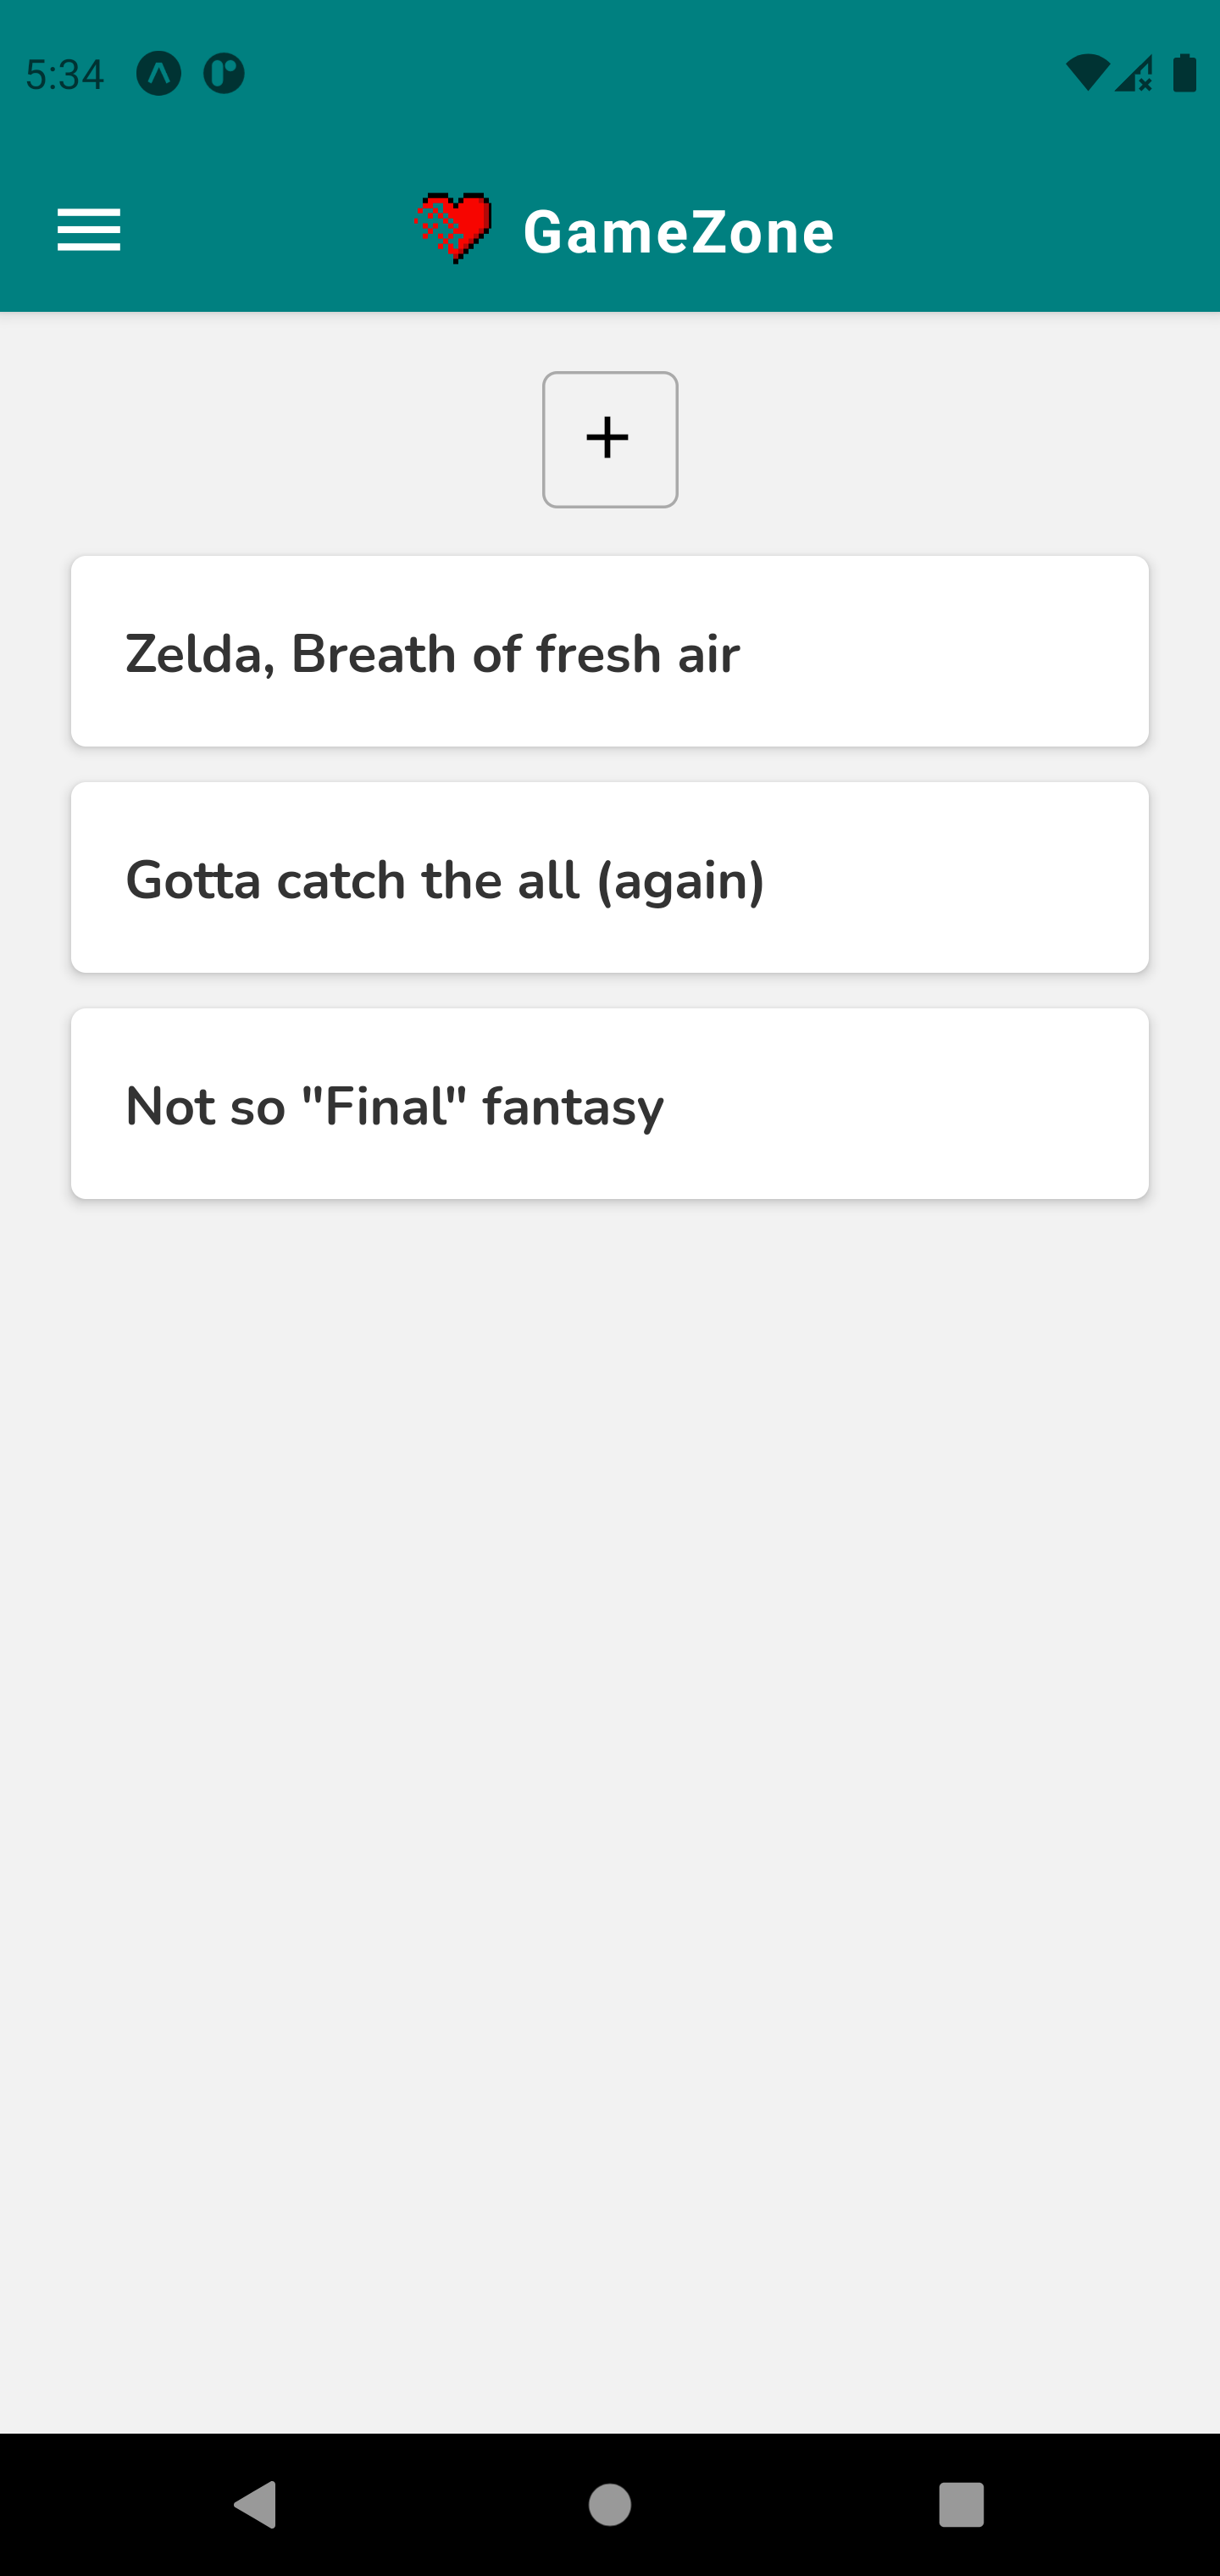 5:34
GameZone
+
Zelda, Breath of fresh air
Gotta catch the all (again)
Not so "Final" fantasy